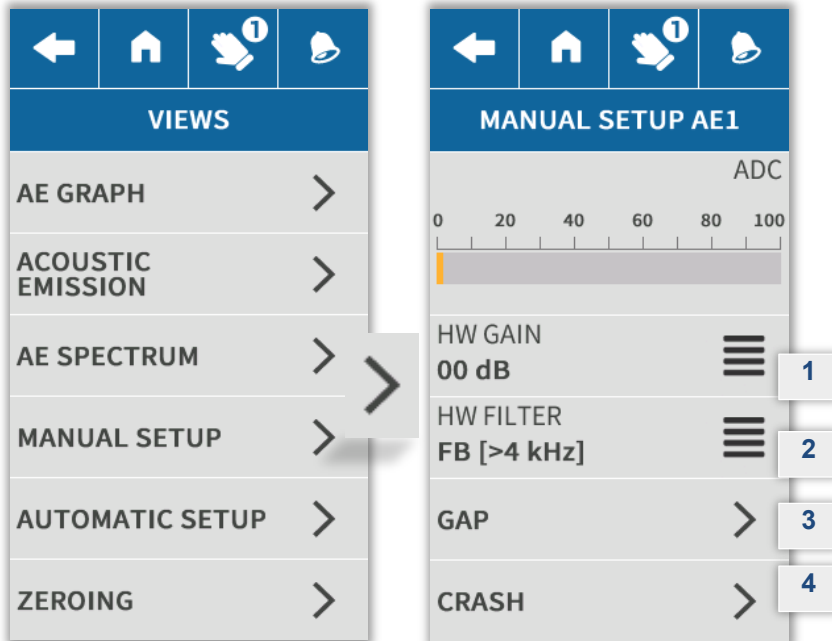 1
VIEWS
AE GRAPH
ACOUSTIC
EMISSION
AE SPECTRUM
MANUAL SETUP
AUTOMATIC SETUP
ZEROING
1
MANUAL SETUP AE1
ADC
0 20 40 60 80 100
HW GAIN
00 dB
1
HW FILTER
FB [>4 kHz]
2
GAP
3
CRASH
4